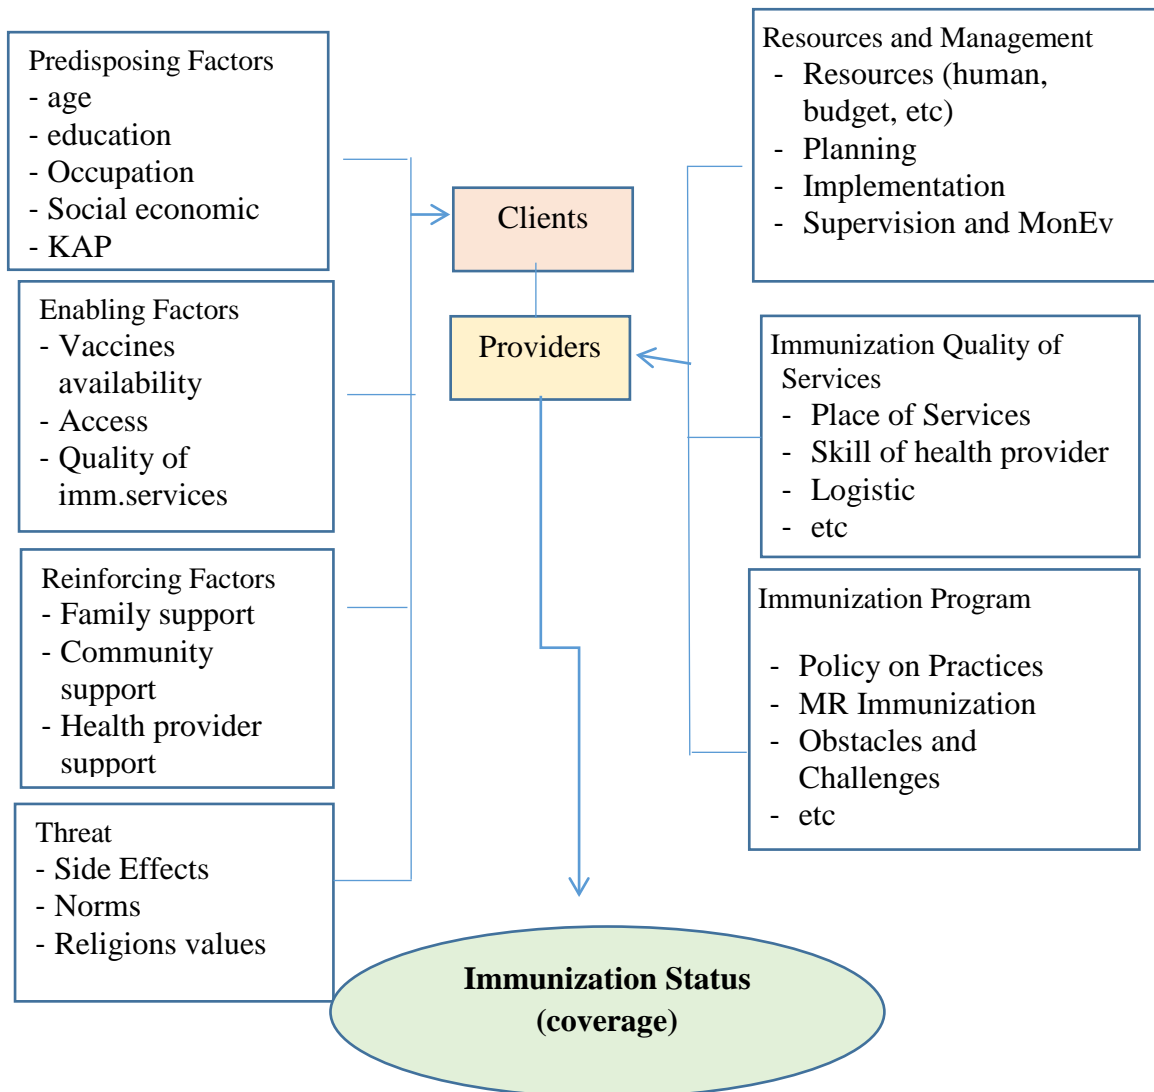 Predisposing Factors
- age
- education
- Occupation
- Social economic
- KAP
Enabling Factors
- Vaccines
availability
- Access
- Quality of
imm.services
Reinforcing Factors
- Family support
- Community
support
- Health provider
support
Threat
- Side Effects
- Norms
- Religions values
Clients
Providers
Resources and Management
- Resources (human,
budget, etc)
- Planning
- Implementation
- Supervision and MonEv
Immunization Quality of
Services
- Place of Services
- Skill of health provider
- Logistic
- etc
Immunization Program
- Policy on Practices
- MR Immunization
- Obstacles and
Challenges
- etc
Immunization Status
(coverage)